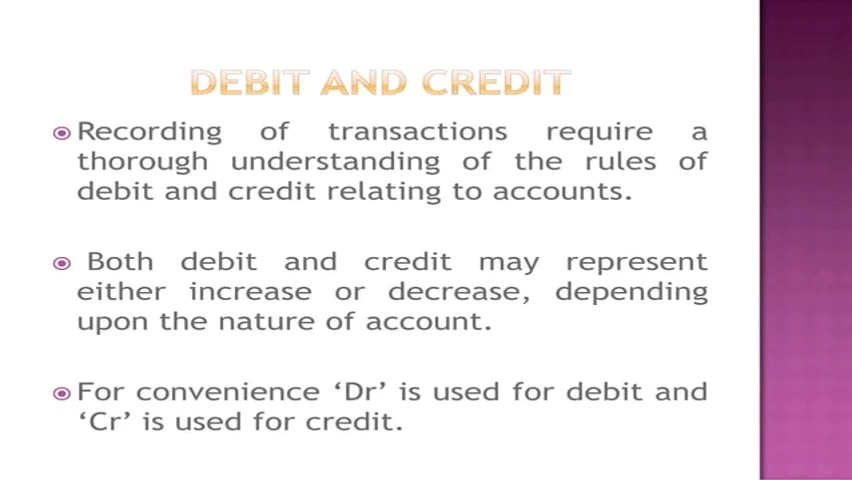 DEBIT AND CREDIT
Recording of transactions require a
thorough understanding of the rules of
debit and credit relating to accounts.
Both debit and credit may represent
either increase or decrease, depending
upon the nature of account.
For convenience ‘Dr’ is used for debit and
‘Cr’ is used for credit.